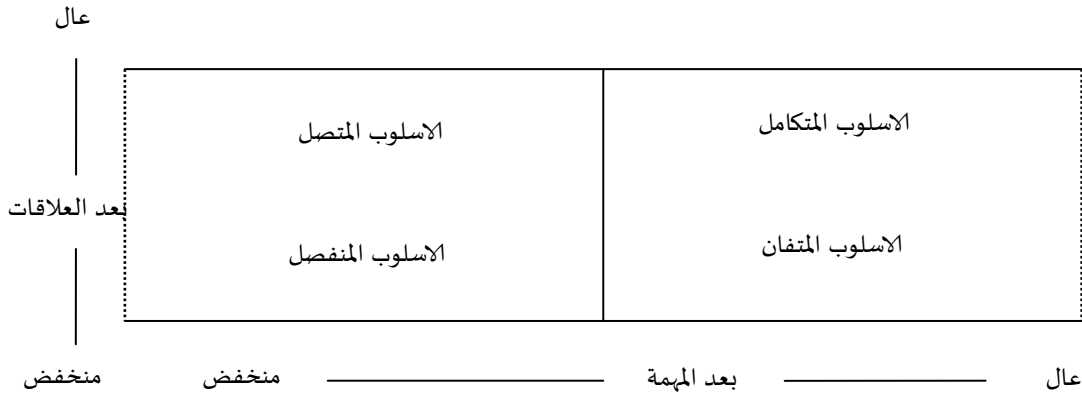 عال
الاسلوب المتكامل
الاسلوب المتصل
بعد العلاقات
الاسلوب المتفان
الاسلوب المنفصل
عال بعد المهمة منخفض منخفض